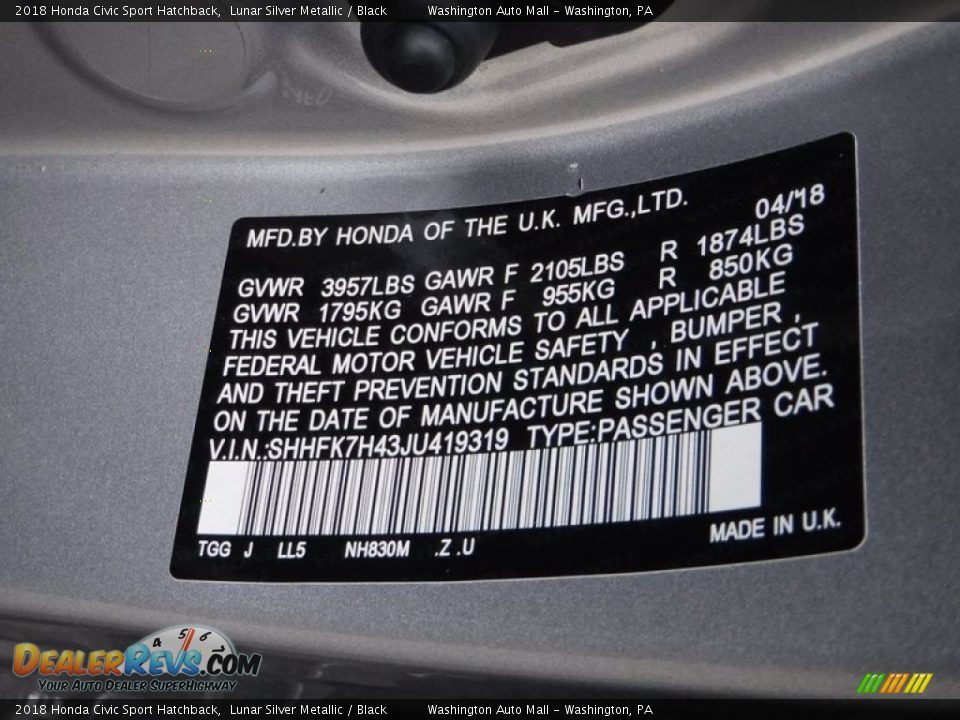 2018 Honda Civic Sport Hatchback, Lunar Silver Metallic / Black Washington Auto Mall - Washington, PA
MFD.BY HONDA OF THE U.K. MFG.,LTD. 04/'18
GVWR 3957LBS GAWR F 2105LBS R 1874LBS
GVWR 1795KG GAWR F 955KG R 850KG
THIS VEHICLE CONFORMS TO ALL APPLICABLE
FEDERAL MOTOR VEHICLE SAFETY , BUMPER ,
AND THEFT PREVENTION STANDARDS IN EFFECT
ON THE DATE OF MANUFACTURE SHOWN ABOVE.
V.I.N.:SHHFK7H43JU419319 TYPE:PASSENGER CAR
TGG J LL5 NH830M .Z .U MADE IN U.K.
4 5 6
DEALERREVS.COM
YOUR AUTO DEALER SUPERHIGHWAY
2018 Honda Civic Sport Hatchback, Lunar Silver Metallic / Black Washington Auto Mall - Washington, PA